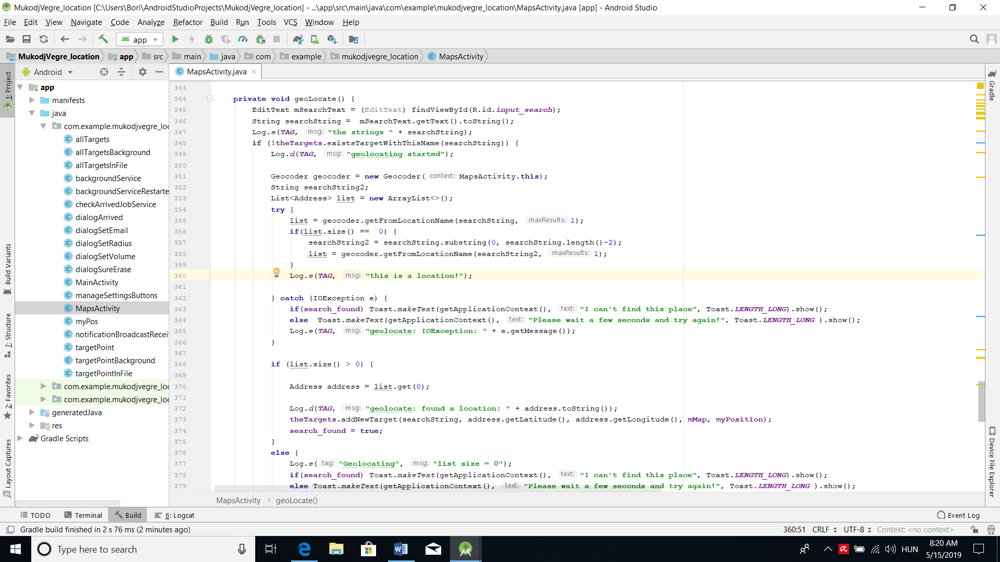 MukodjVegre_location [C:\Users\Bori\AndroidStudioProjects\MukodjVegre_location] - ...\app\src\main\java\com\example\mukodjvegre_location\MapsActivity.java [app] - Android Studio
File Edit View Navigate Code Analyze Refactor Build Run Tools VCS Window Help
app
MukodjVegre_location app src main java com example mukodjvegre_location MapsActivity
Android
MapsActivity.java
1: Project
Build Variants
7: Structure
2: Favorites
Layout Captures
app
manifests
java
com.example.mukodjvegre_loc
allTargets
allTargetsBackground
allTargetsInFile
backgroundService
backgroundServiceRestarte
checkArrivedJobService
dialogArrived
dialogSetEmail
dialogSetRadius
dialogSetVolume
dialogSureErase
MainActivity
manageSettingsButtons
MapsActivity
myPos
notificationBroadcastRecei
targetPoint
targetPointBackground
targetPointInFile
com.example.mukodjvegre_loc
com.example.mukodjvegre_loc
generatedJava
res
Gradle Scripts
343
344 private void geoLocate() {
345 EditText mSearchText = (EditText) findViewById(R.id.input_search);
346 String searchString =  mSearchText.getText().toString();
347 Log.e(TAG, msg: "the strings " + searchString);
348 if (!theTargets.existsTargetWithThisName(searchString)) {
349 Log.d(TAG, msg: "geolocating started");
350
351 Geocoder geocoder = new Geocoder( context: MapsActivity.this);
352 String searchString2;
353 List<Address> list = new ArrayList<>();
354 try {
355 list = geocoder.getFromLocationName(searchString, maxResults: 1);
356 if(list.size() ==  0) {
357 searchString2 = searchString.substring(0, searchString.length()-2);
358 list = geocoder.getFromLocationName(searchString2, maxResults: 1);
359 }
360 Log.e(TAG, msg: "this is a location!");
361
362 } catch (IOException e) {
363 if(search_found) Toast.makeText(getApplicationContext(), text: "I can't find this place", Toast.LENGTH_LONG).show();
364 else  Toast.makeText(getApplicationContext(), text: "Please wait a few seconds and try again!", Toast.LENGTH_LONG ).show();
365 Log.e(TAG, msg: "geolocate: IOException: " + e.getMessage());
366 }
367
368 if (list.size() > 0) {
369
370 Address address = list.get(0);
371
372 Log.d(TAG, msg: "geolocate: found a location: " + address.toString());
373 theTargets.addNewTarget(searchString, address.getLatitude(), address.getLongitude(), mMap, myPosition);
374 search_found = true;
375 }
376 else {
377 Log.e( tag: "Geolocating", msg: "list size = 0");
378 if(search_found) Toast.makeText(getApplicationContext(), text: "I can't find this place", Toast.LENGTH_LONG).show();
379 else Toast.makeText(getApplicationContext(), text: "Please wait a few seconds and try again!", Toast.LENGTH_LONG ).show();
MapsActivity › geoLocate()
Gradle
Device File Explorer
TODO Terminal Build 6: Logcat Event Log
Gradle build finished in 2 s 76 ms (2 minutes ago) 360:51 CRLF UTF-8 Context: <no context>
Type here to search HUN 8:20 AM
5/15/2019